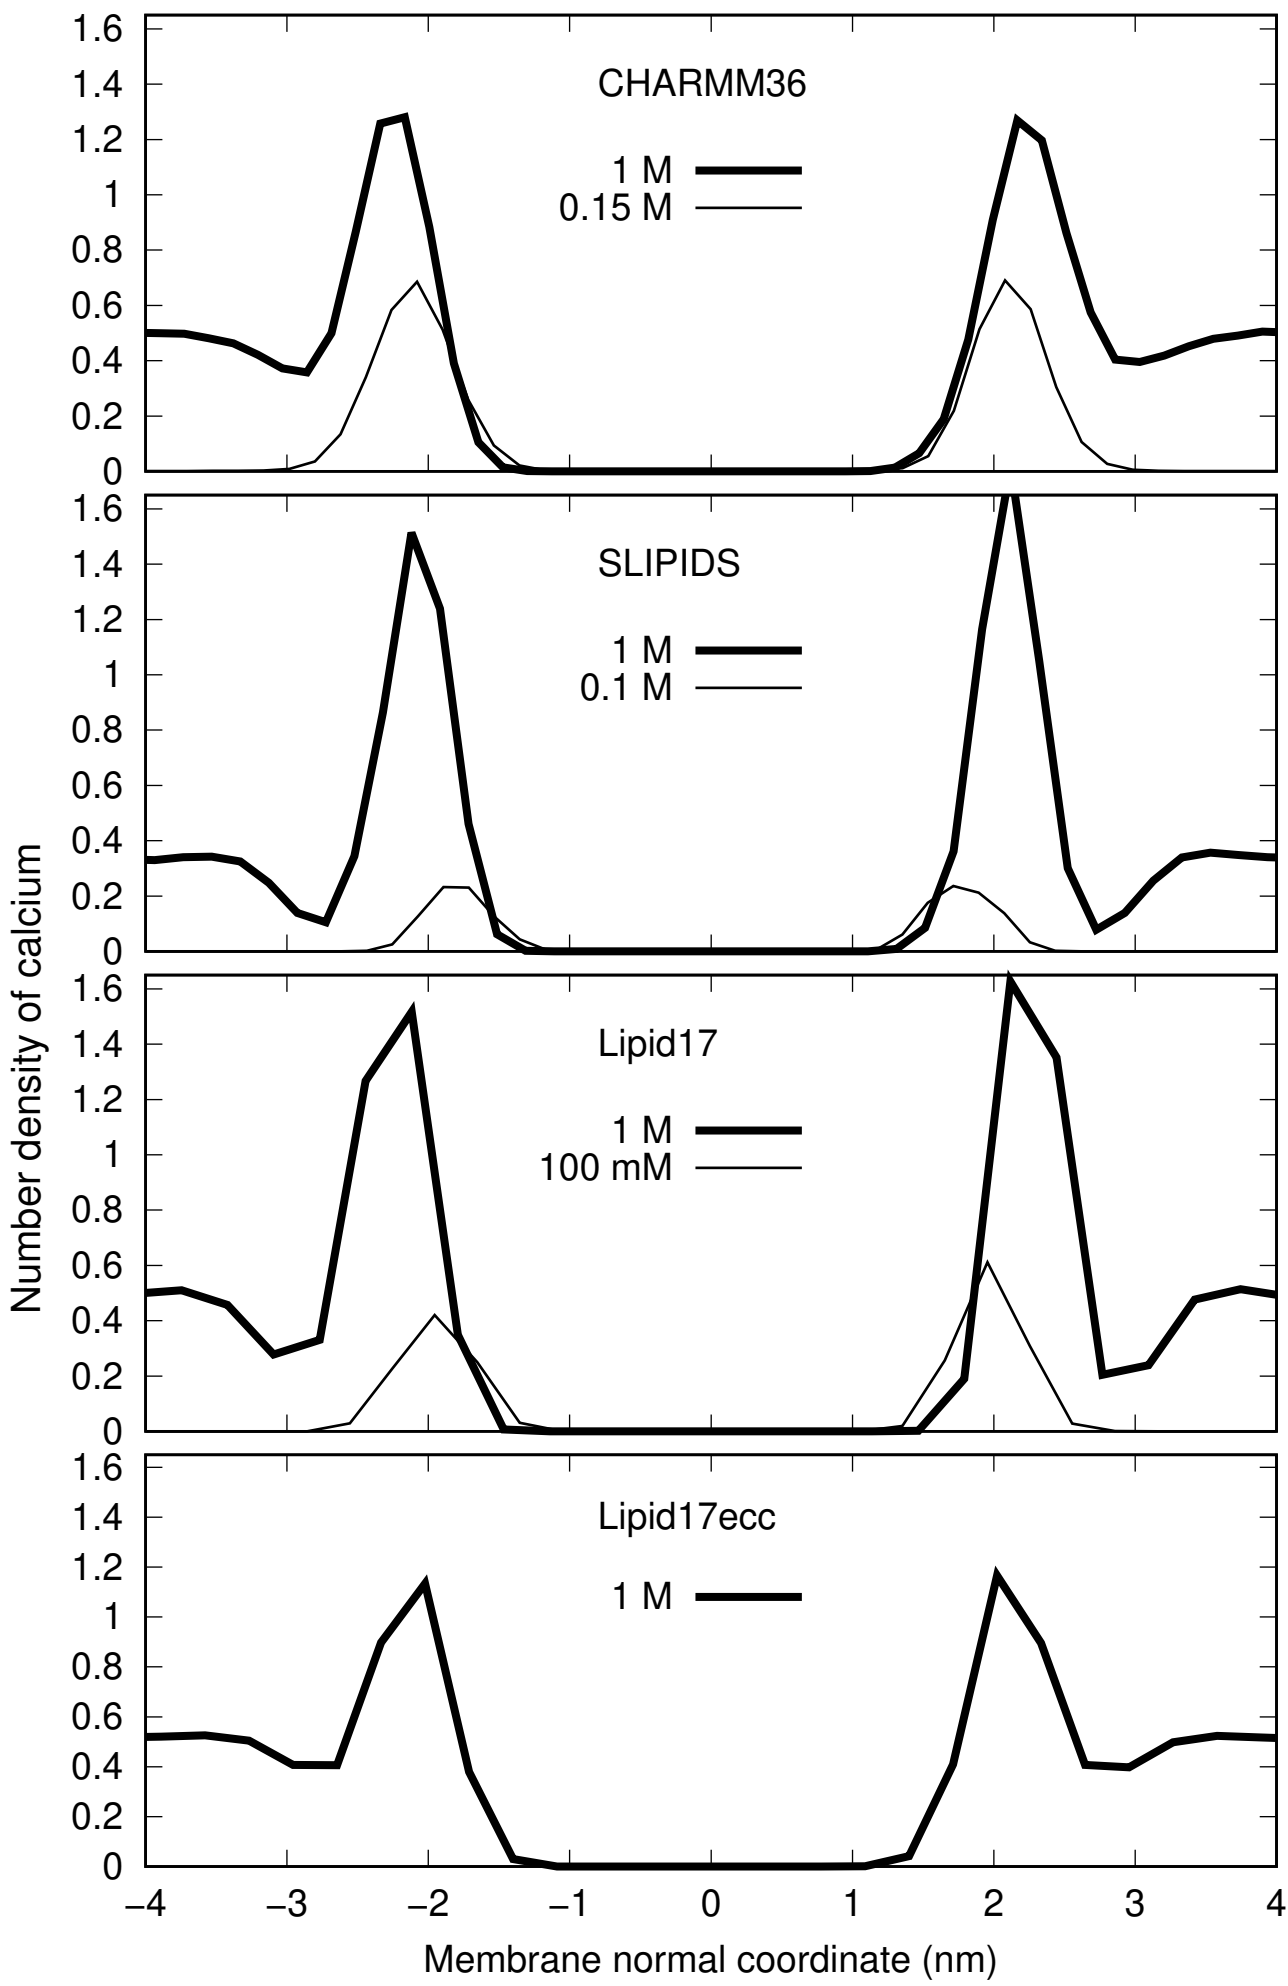 1.6
1.4
1.2
1
0.8
0.6
0.4
0.2
0
CHARMM36
1 M
0.15 M
1.6
1.4
1.2
1
0.8
0.6
0.4
0.2
0
SLIPIDS
1 M
0.1 M
Number density of calcium
1.6
1.4
1.2
1
0.8
0.6
0.4
0.2
0
Lipid17
1 M
100 mM
1.6
1.4
1.2
1
0.8
0.6
0.4
0.2
0
Lipid17ecc
1 M
−4 −3 −2 −1 0 1 2 3 4
Membrane normal coordinate (nm)